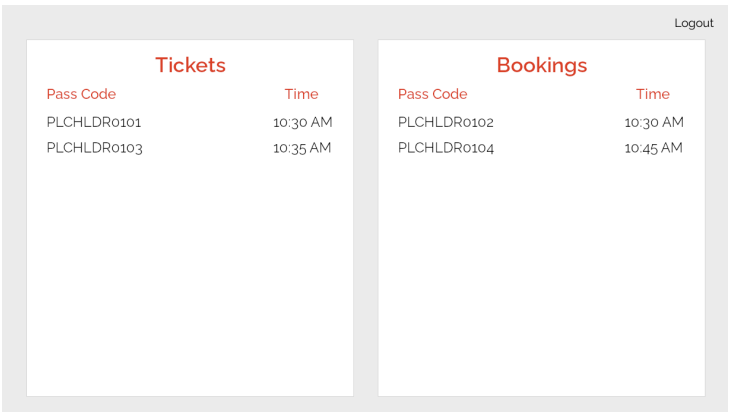 Logout
Tickets
Pass Code Time
PLCHLDR0101 10:30 AM
PLCHLDR0103 10:35 AM
Bookings
Pass Code Time
PLCHLDR0102 10:30 AM
PLCHLDR0104 10:45 AM